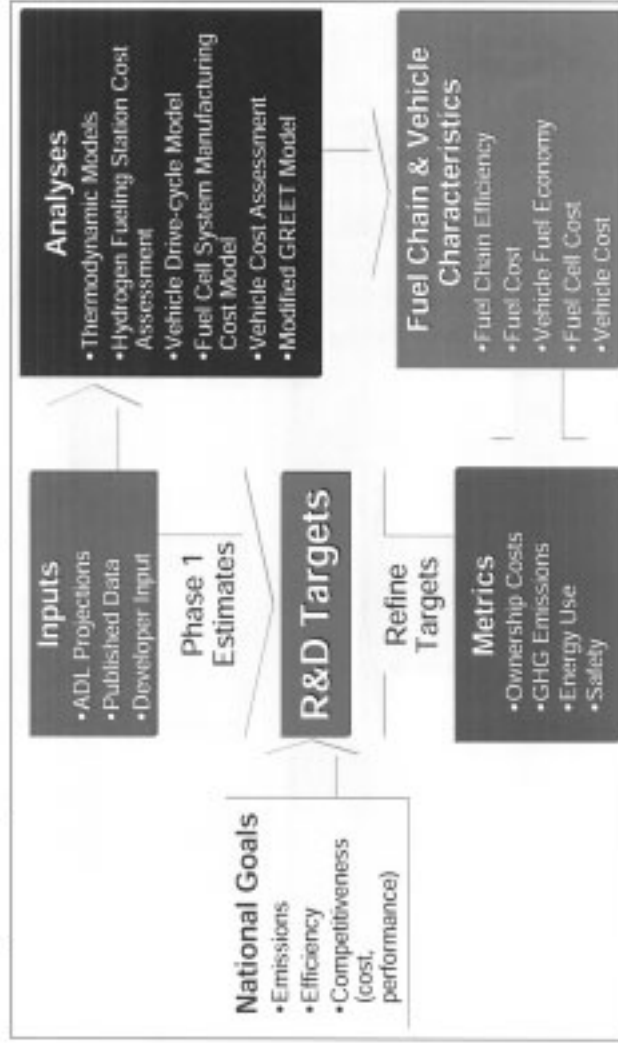 National Goals
•Emissions
•Efficiency
•Competitiveness
(cost,
performance)
Inputs
•ADL Projections
•Published Data
•Developer Input
Phase 1
Estimates
R&D Targets
Refine
Targets
Metrics
•Ownership Costs
•GHG Emissions
•Energy Use
•Safety
Analyses
•Thermodynamic Models
•Hydrogen Fueling Station Cost
Assessment
•Vehicle Drive-cycle Model
•Fuel Cell System Manufacturing
Cost Model
•Vehicle Cost Assessment
•Modified GREET Model
Fuel Chain & Vehicle
Characteristics
•Fuel Chain Efficiency
•Fuel Cost
•Vehicle Fuel Economy
•Fuel Cell Cost
•Vehicle Cost